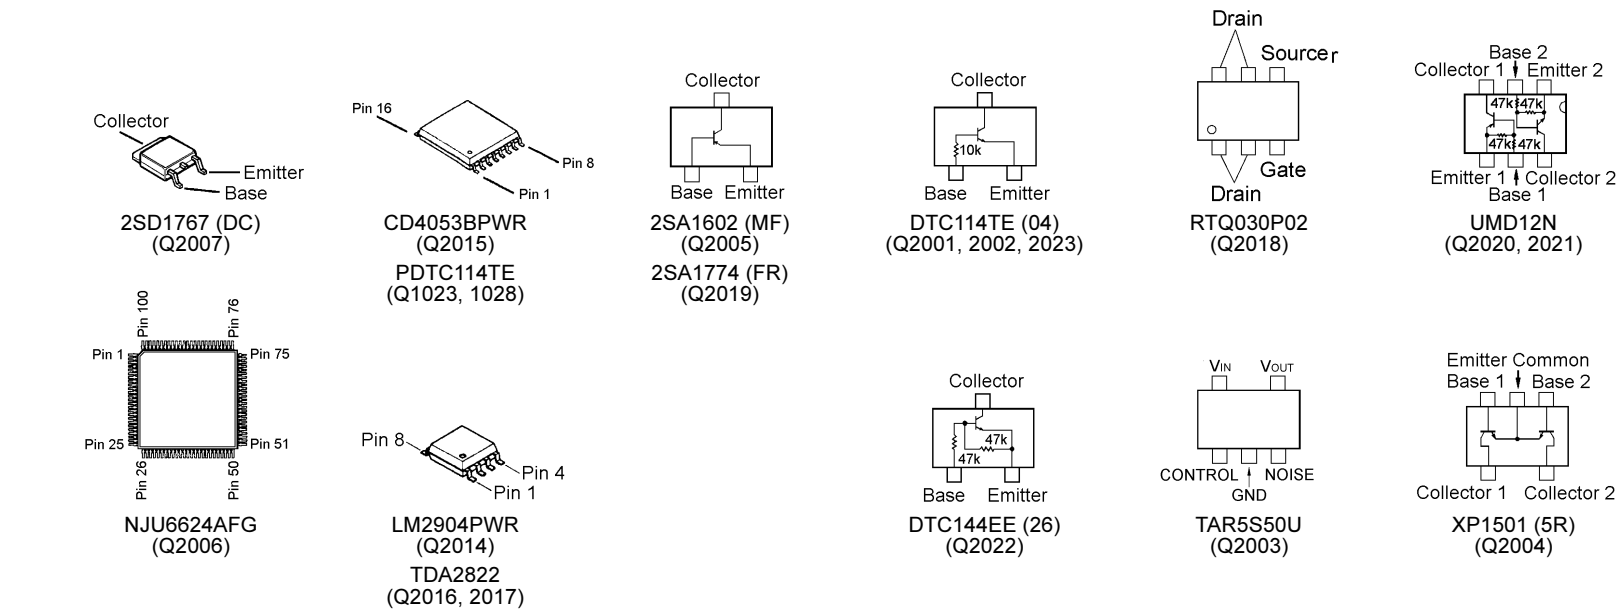 Collector
Emitter
Base
2SD1767 (DC)
(Q2007)
Pin 16
Pin 8
Pin 1
CD4053BPWR
(Q2015)
PDTC114TE
(Q1023, 1028)
Collector
Base Emitter
2SA1602 (MF)
(Q2005)
2SA1774 (FR)
(Q2019)
Collector
10k
Base Emitter
DTC114TE (04)
(Q2001, 2002, 2023)
Drain
Sourcer
Gate
Drain
RTQ030P02
(Q2018)
Base 2
Collector 1 Emitter 2
47k 47k
47k 47k
Emitter 1 Collector 2
Base 1
UMD12N
(Q2020, 2021)
Pin 100 Pin 76
Pin 1 Pin 75
Pin 25 Pin 51
Pin 26 Pin 50
NJU6624AFG
(Q2006)
Pin 8
Pin 4
Pin 1
LM2904PWR
(Q2014)
TDA2822
(Q2016, 2017)
Collector
47k
47k
Base Emitter
DTC144EE (26)
(Q2022)
VIN VOUT
CONTROL NOISE
GND
TAR5S50U
(Q2003)
Emitter Common
Base 1 Base 2
Collector 1 Collector 2
XP1501 (5R)
(Q2004)